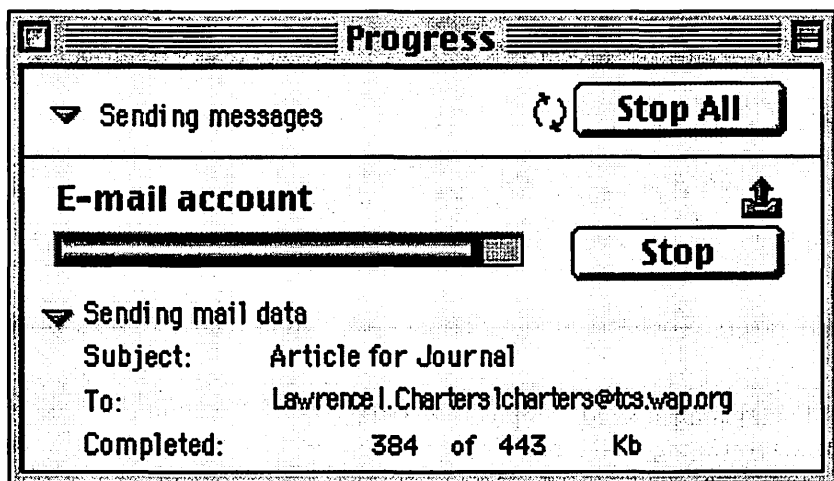 Progress
Sending messages
Stop All
E-mail account
Stop
Sending mail data
Subject: Article for Journal
To: Lawrence I. Charters lcharters@tcs.wap.org
Completed: 384 of 443 Kb